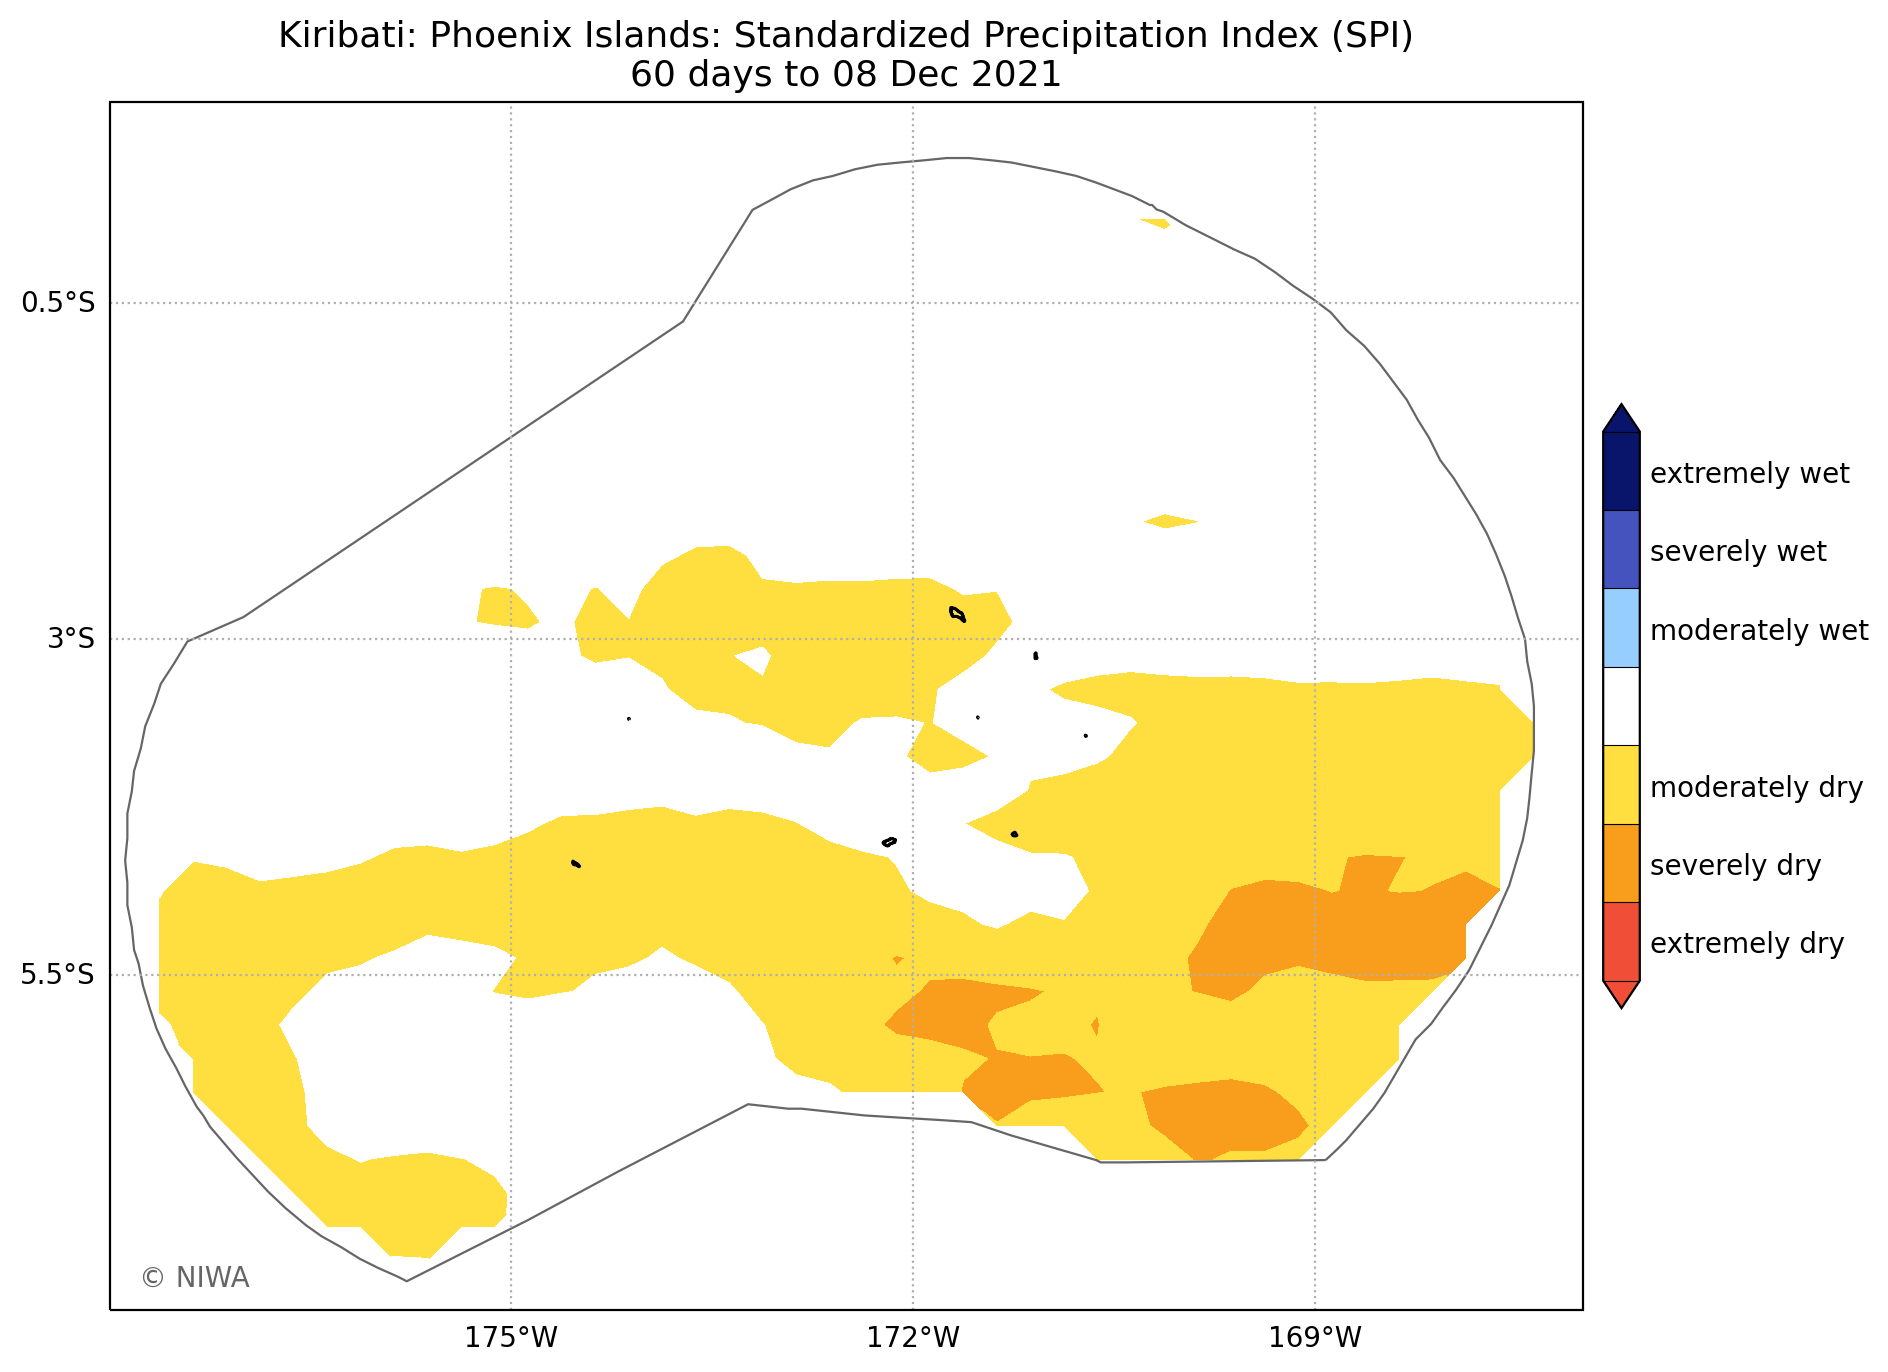 Kiribati: Phoenix Islands: Standardized Precipitation Index (SPI)
60 days to 08 Dec 2021
0.5°S
3°S
5.5°S
175°W
172°W
169°W
extremely wet
severely wet
moderately wet
moderately dry
severely dry
extremely dry
© NIWA